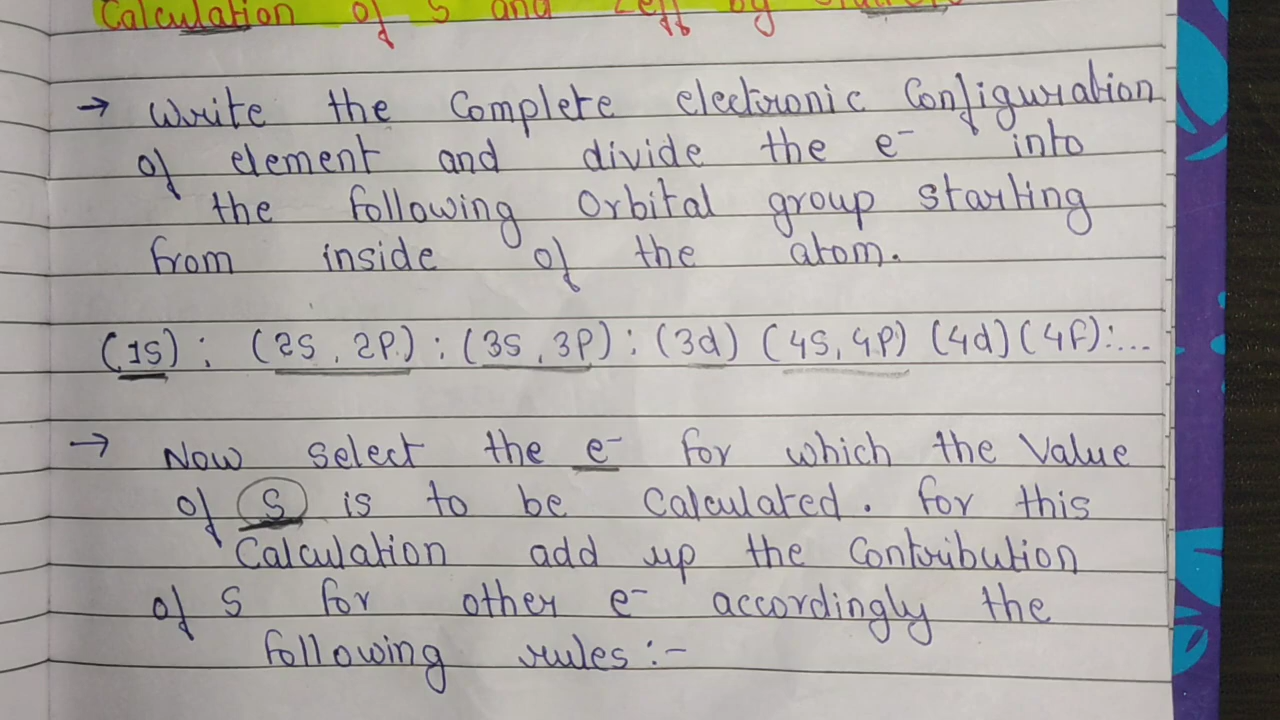 Calculation of S and Zeff by
→ Write the Complete electronic Configuration
of element and divide the e⁻ into
the following Orbital group starting
from inside of the atom.
(1S) : (2S, 2P) : (3S, 3P) : (3d) (4S, 4P) (4d) (4F) :...
→ Now select the e⁻ for which the Value
of S is to be Calculated. For this
Calculation add up the Contribution
of S for other e⁻ accordingly the
following rules :-